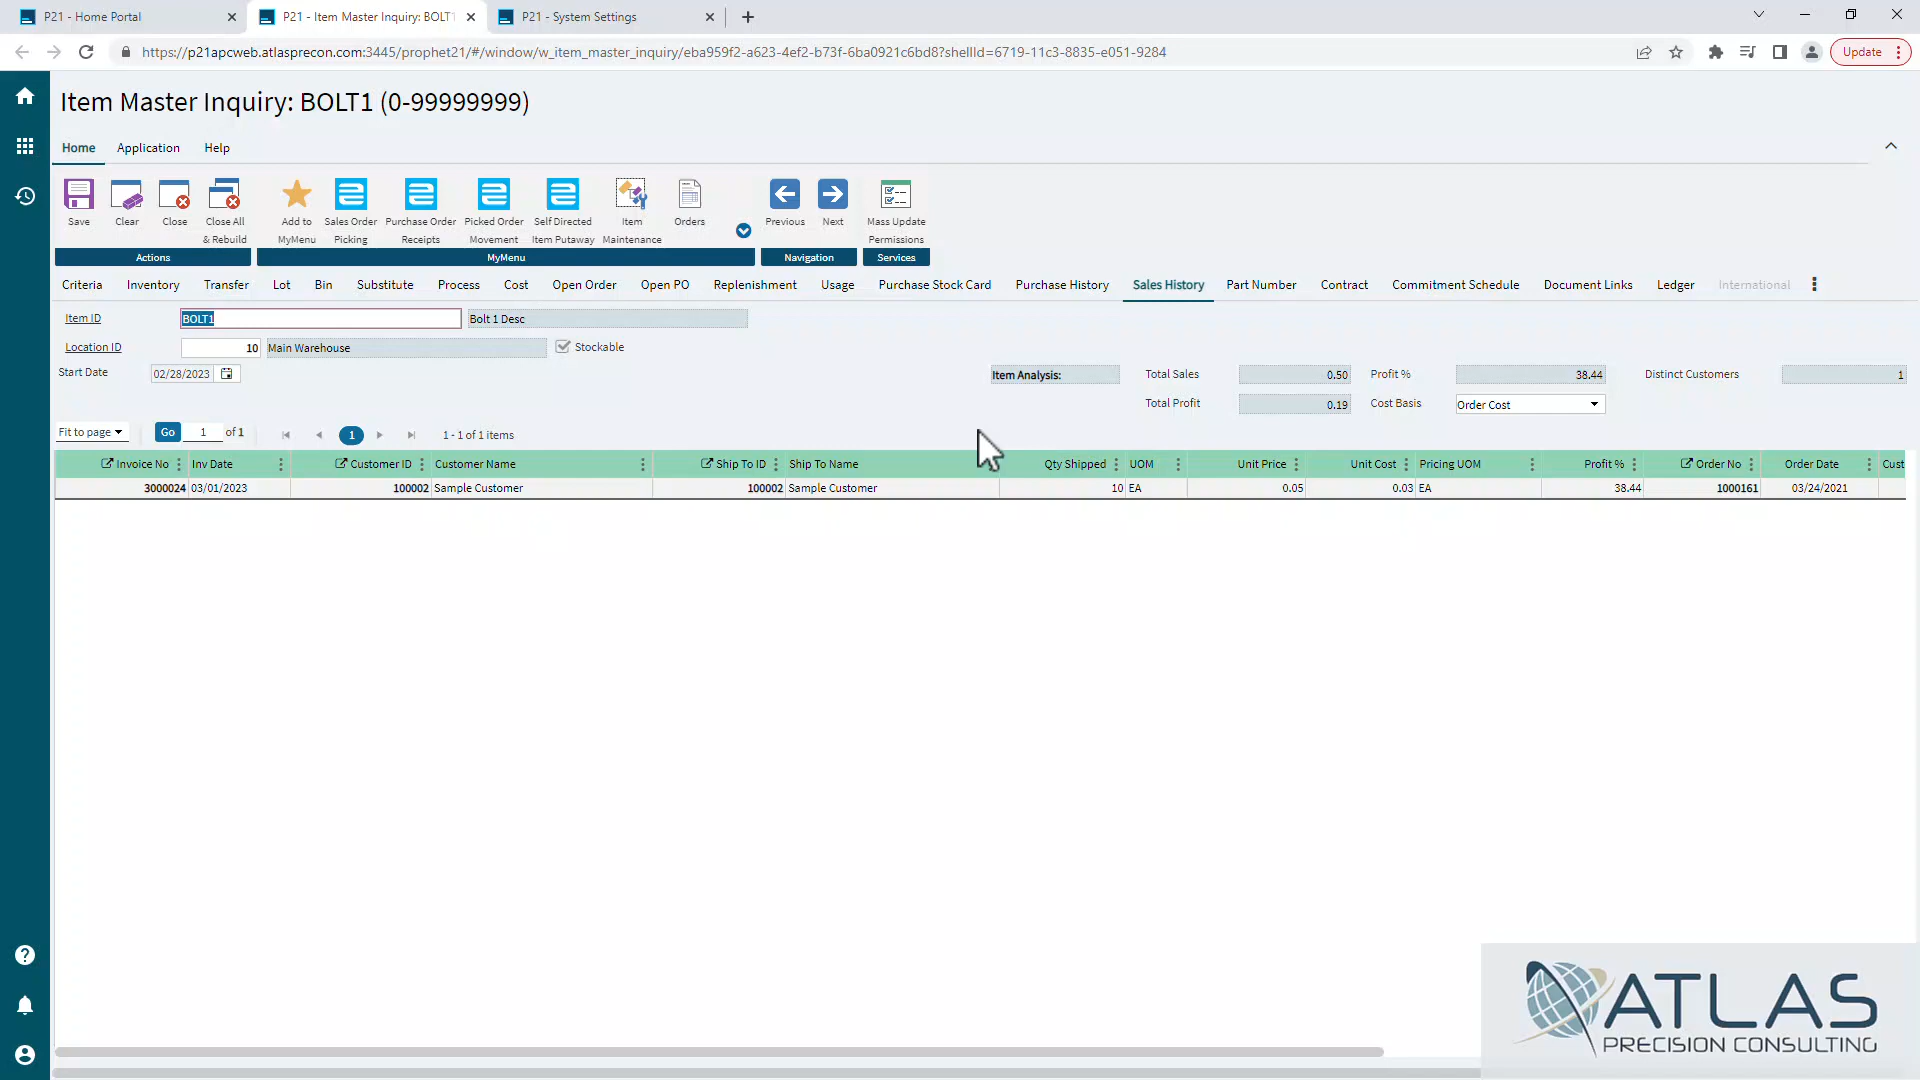 P21 - Home Portal
P21 - Item Master Inquiry: BOLT1
P21 - System Settings
https://p21apcweb.atlasprecon.com:3445/prophet21/#/window/w_item_master_inquiry/eba959f2-a623-4ef2-b73f-6ba0921c6bd8?shellId=6719-11c3-8835-e051-9284
Update
Item Master Inquiry: BOLT1 (0-99999999)
Home Application Help
Save Clear Close Close All & Rebuild
Add to MyMenu Sales Order Picking Purchase Order Receipts Picked Order Movement Self Directed Item Putaway Item Maintenance Orders
Previous Next Mass Update Permissions
Actions MyMenu Navigation Services
Criteria Inventory Transfer Lot Bin Substitute Process Cost Open Order Open PO Replenishment Usage Purchase Stock Card Purchase History Sales History Part Number Contract Commitment Schedule Document Links Ledger International
Item ID BOLT1 Bolt 1 Desc
Location ID 10 Main Warehouse Stockable
Start Date 02/28/2023 Item Analysis: Total Sales 0.50 Profit % 38.44 Distinct Customers 1
Total Profit 0.19 Cost Basis Order Cost
Fit to page Go 1 of 1 1 1 - 1 of 1 items
Invoice No Inv Date Customer ID Customer Name Ship To ID Ship To Name Qty Shipped UOM Unit Price Unit Cost Pricing UOM Profit % Order No Order Date Cust
3000024 03/01/2023 100002 Sample Customer 100002 Sample Customer 10 EA 0.05 0.03 EA 38.44 1000161 03/24/2021
ATLAS
PRECISION CONSULTING